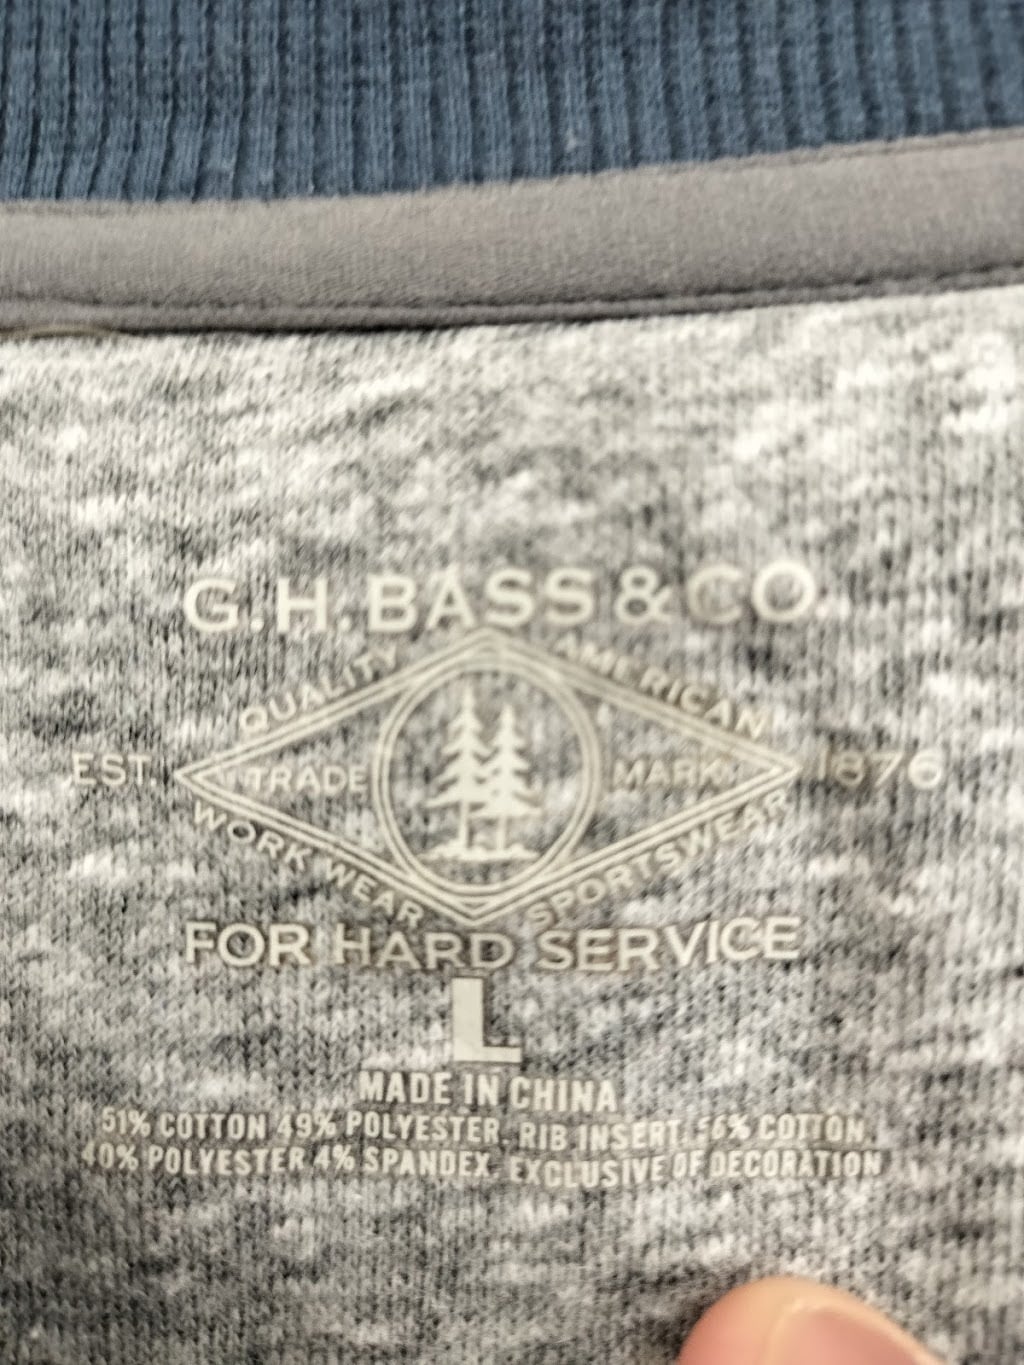 G.H. BASS & CO.
QUALITY AMERICAN
EST. TRADE MARK 1876
WORK WEAR SPORTSWEAR
FOR HARD SERVICE
L
MADE IN CHINA
51% COTTON 49% POLYESTER, RIB INSERT: 56% COTTON,
40% POLYESTER 4% SPANDEX, EXCLUSIVE OF DECORATION